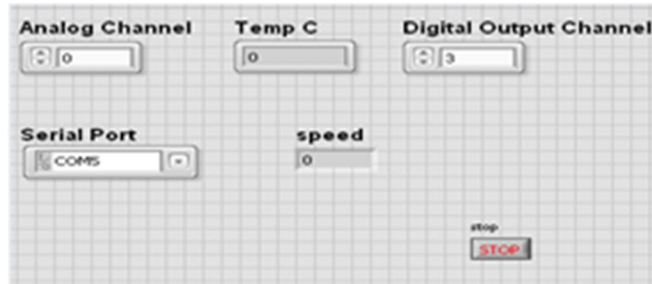 Analog Channel Temp C Digital Output Channel
0 0 3
Serial Port speed
COM5 0
stop
STOP